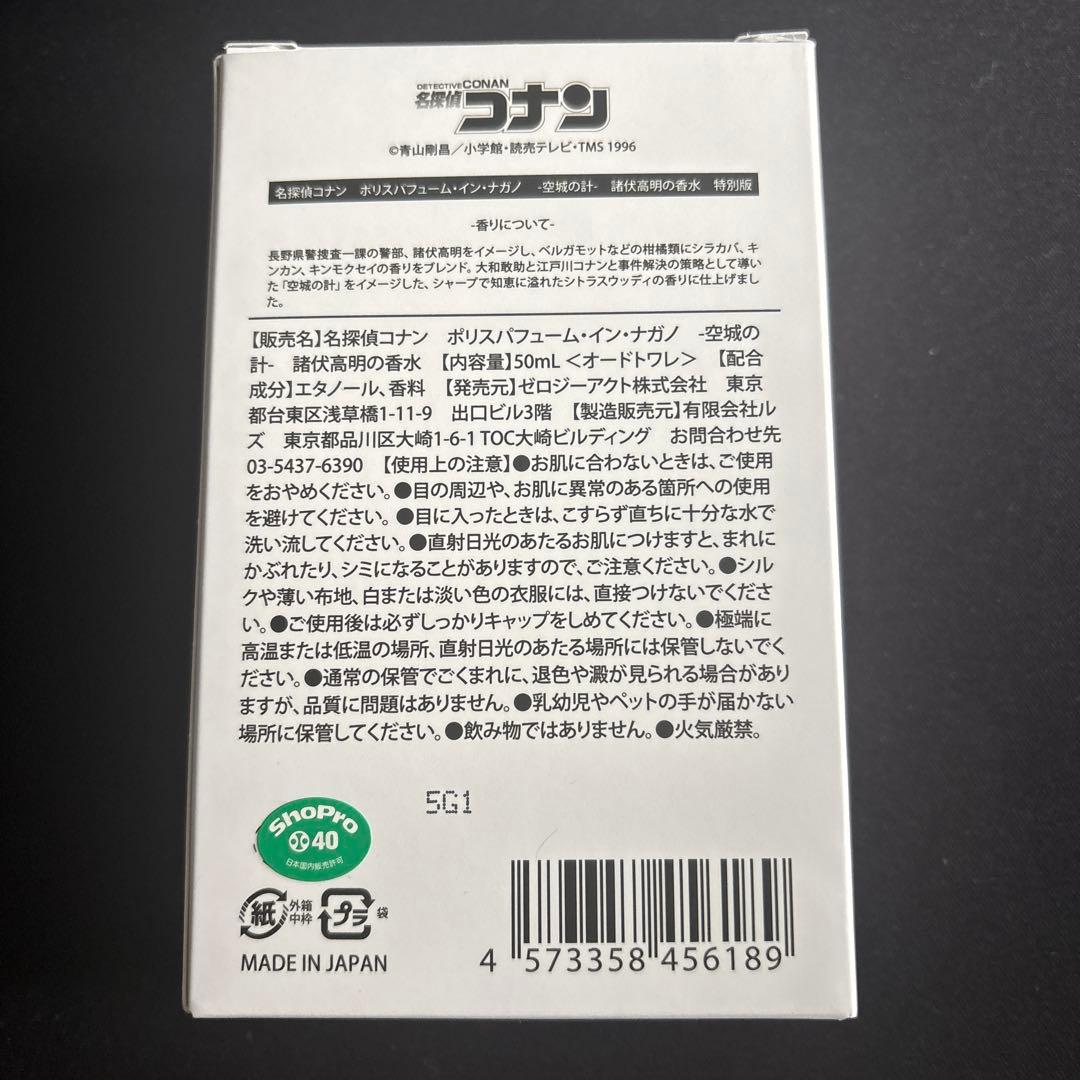 DETECTIVE CONAN
名探偵コナン
©青山剛昌／小学館・読売テレビ・TMS 1996
名探偵コナン　ポリスパフューム・イン・ナガノ　-空城の計-　諸伏高明の香水　特別版
-香りについて-
長野県警捜査一課の警部、諸伏高明をイメージし、ベルガモットなどの柑橘類にシラカバ、キ
ンカン、キンモクセイの香りをブレンド。大和敢助と江戸川コナンと事件解決の策略として導い
た「空城の計」をイメージした、シャープで知恵に溢れたシトラスウッディの香りに仕上げまし
た。
【販売名】名探偵コナン　ポリスパフューム・イン・ナガノ　-空城の
計-　諸伏高明の香水　【内容量】50mL＜オードトワレ＞　【配合
成分】エタノール、香料　【発売元】ゼロジーアクト株式会社　東京
都台東区浅草橋1-11-9　出口ビル3階　【製造販売元】有限会社ル
ズ　東京都品川区大崎1-6-1 TOC大崎ビルディング　お問合わせ先
03-5437-6390　【使用上の注意】●お肌に合わないときは、ご使用
をおやめください。●目の周辺や、お肌に異常のある箇所への使用
を避けてください。●目に入ったときは、こすらず直ちに十分な水で
洗い流してください。●直射日光のあたるお肌につけますと、まれに
かぶれたり、シミになることがありますので、ご注意ください。●シル
クや薄い布地、白または淡い色の衣服には、直接つけないでくださ
い。●ご使用後は必ずしっかりキャップをしめてください。●極端に
高温または低温の場所、直射日光のあたる場所には保管しないでく
ださい。●通常の保管でごくまれに、退色や澱が見られる場合があり
ますが、品質に問題はありません。●乳幼児やペットの手が届かない
場所に保管してください。●飲み物ではありません。●火気厳禁。
5G1
ShoPro
40
日本国内販売許可
紙 外箱 中枠 プラ 袋
MADE IN JAPAN
4 573358 456189